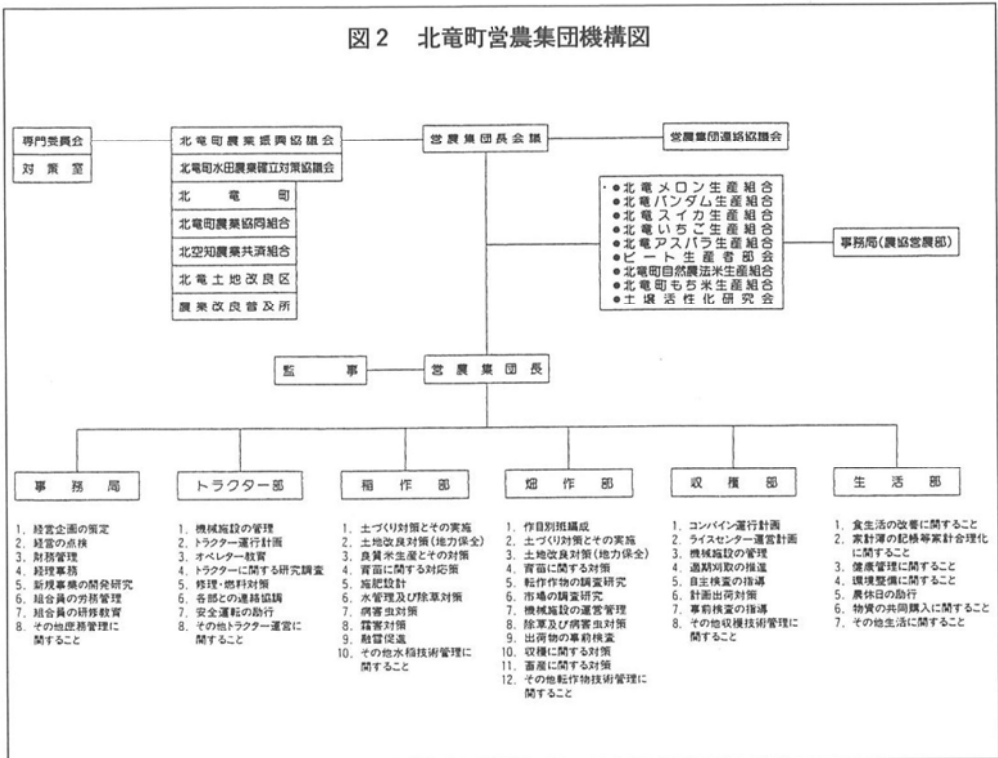 図2 北竜町営農集団機構図
専門委員会
対策室
北竜町農業振興協議会
北竜町水田農業確立対策協議会
北竜町
北竜町農業協同組合
北空知農業共済組合
北竜土地改良区
農業改良普及所
営農集団長会議
営農集団連絡協議会
●北竜メロン生産組合
●北竜バンダム生産組合
●北竜スイカ生産組合
●北竜いちご生産組合
●北竜アスパラ生産組合
●ビート生産者部会
●北竜町自然農法米生産組合
●北竜町もち米生産組合
●土壌活性化研究会
事務局(農協営農部)
監事
営農集団長
事務局
1. 経営企画の策定
2. 経営の点検
3. 財務管理
4. 経理事務
5. 新規事業の開発研究
6. 組合員の労務管理
7. 組合員の研修教育
8. その他庶務管理に
関すること
トラクター部
1. 機械施設の管理
2. トラクター運行計画
3. オペレター教育
4. トラクターに関する研究調査
5. 修理・燃料対策
6. 各部との連絡協調
7. 安全運転の励行
8. その他トラクター運営に
関すること
稲作部
1. 土づくり対策とその実施
2. 土地改良対策(地力保全)
3. 良質米生産とその対策
4. 育苗に関する対応策
5. 施肥設計
6. 水管理及び除草対策
7. 病害虫対策
8. 霜害対策
9. 融雪促進
10. その他水稲技術管理に
関すること
畑作部
1. 作目別班編成
2. 土づくり対策とその実施
3. 土地改良対策(地力保全)
4. 育苗に関する対策
5. 転作作物の調査研究
6. 市場の調査研究
7. 機械施設の運営管理
8. 除草及び病害虫対策
9. 出荷物の事前検査
10. 収穫に関する対策
11. 畜産に関する対策
12. その他転作物技術管理に
関すること
収穫部
1. コンバイン運行計画
2. ライスセンター運営計画
3. 機械施設の管理
4. 適期刈取の推進
5. 自主検査の指導
6. 計画出荷対策
7. 事前検査の指導
8. その他収穫技術管理に
関すること
生活部
1. 食生活の改善に関すること
2. 家計簿の記帳等家計合理化
に関すること
3. 健康管理に関すること
4. 環境整備に関すること
5. 農休日の励行
6. 物資の共同購入に関すること
7. その他生活に関すること